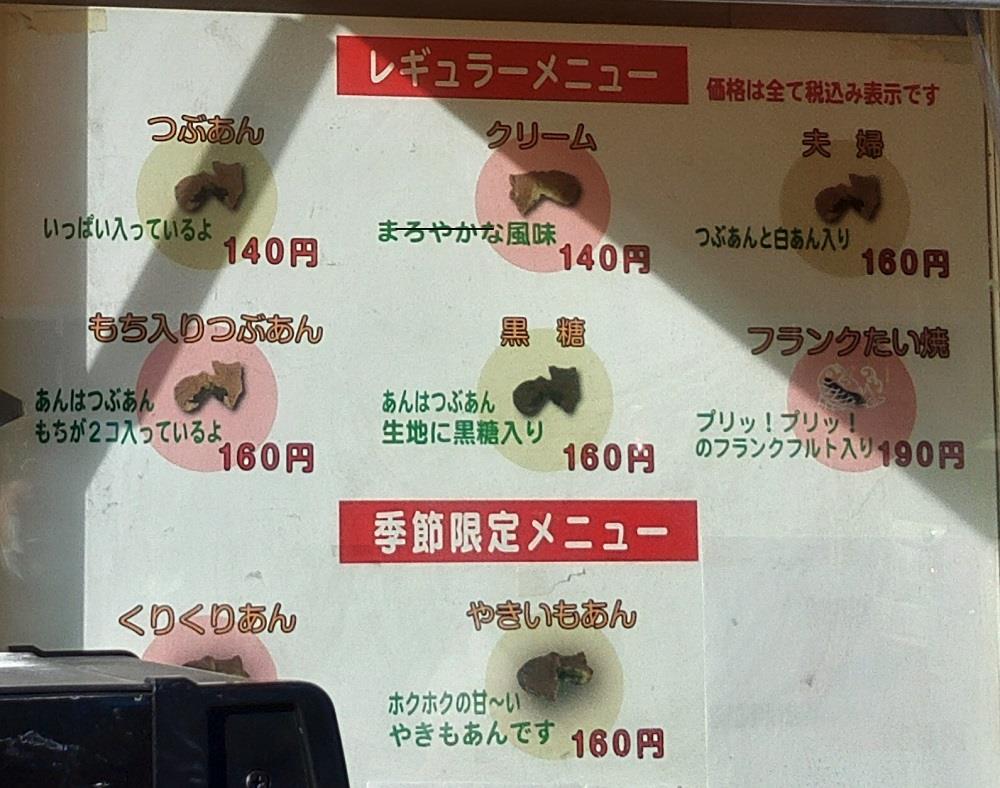 レギュラーメニュー
価格は全て税込み表示です
つぶあん
いっぱい入っているよ
140円
クリーム
まろやかな風味
140円
夫 婦
つぶあんと白あん入り
160円
もち入りつぶあん
あんはつぶあん
もちが2コ入っているよ
160円
黒 糖
あんはつぶあん
生地に黒糖入り
160円
フランクたい焼
プリッ！プリッ！
のフランクフルト入り
190円
季節限定メニュー
くりくりあん
やきいもあん
ホクホクの甘〜い
やきもあんです
160円